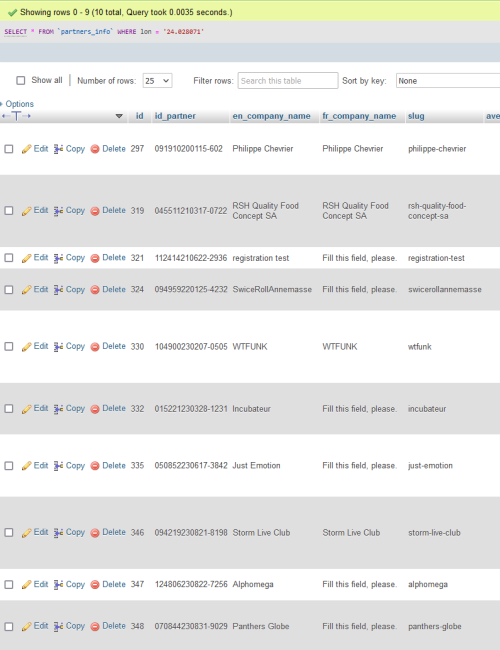 Showing rows 0 - 9 (10 total, Query took 0.0035 seconds.)
SELECT * FROM `partners_info` WHERE lon = '24.028071'
Show all Number of rows: 25 Filter rows: Search this table Sort by key: None
Options
id id_partner en_company_name fr_company_name slug ave
Edit Copy Delete 297 091910200115-602 Philippe Chevrier Philippe Chevrier philippe-chevrier
Edit Copy Delete 319 045511210317-0722 RSH Quality Food Concept SA RSH Quality Food Concept SA rsh-quality-food-concept-sa
Edit Copy Delete 321 112414210622-2936 registration test Fill this field, please. registration-test
Edit Copy Delete 324 094959220125-4232 SwiceRollAnnemasse Fill this field, please. swicerollannemasse
Edit Copy Delete 330 104900230207-0505 WTFUNK WTFUNK wtfunk
Edit Copy Delete 332 015221230328-1231 Incubateur Fill this field, please. incubateur
Edit Copy Delete 335 050852230617-3842 Just Emotion Fill this field, please. just-emotion
Edit Copy Delete 346 094219230821-8198 Storm Live Club Storm Live Club storm-live-club
Edit Copy Delete 347 124806230822-7256 Alphomega Fill this field, please. alphomega
Edit Copy Delete 348 070844230831-9029 Panthers Globe Fill this field, please. panthers-globe